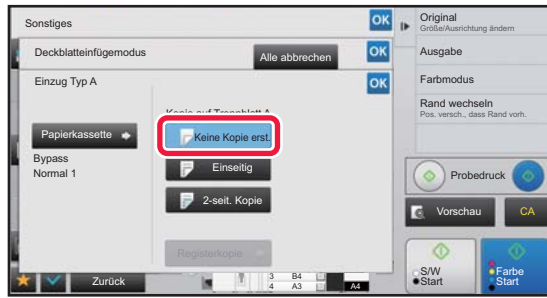 Sonstiges
OK
Deckblatteinfügemodus
Alle abbrechen
OK
Einzug Typ A
OK
Kopie auf Trennblatt A
Papierkassette
Bypass
Normal 1
Keine Kopie erst.
Einseitig
2-seit. Kopie
Registerkopie
Zurück
3 B4
4 A3
A4
Original
Größe/Ausrichtung ändern
Ausgabe
Farbmodus
Rand wechseln
Pos. versch., dass Rand vorh.
Probedruck
Vorschau
CA
S/W
Start
Farbe
Start